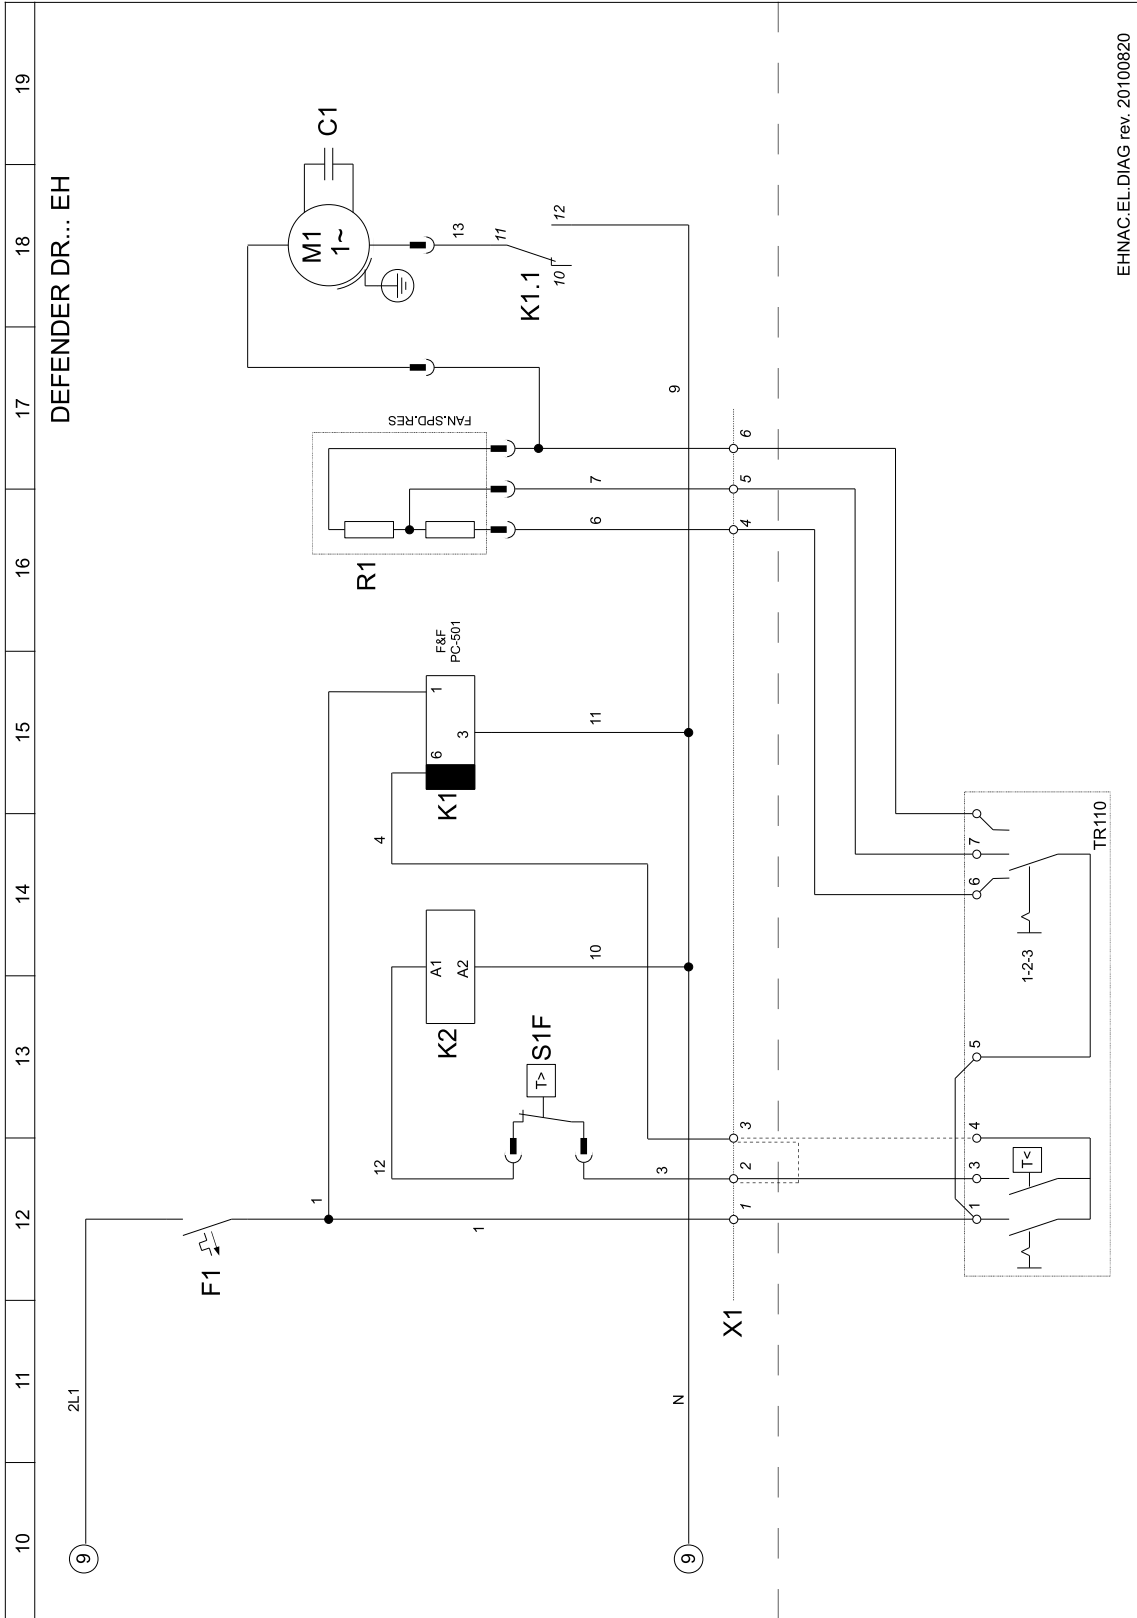 10 11 12 13 14 15 16 17 18 19
DEFENDER DR... EH
2L1
9
F1
1
1
12
K2
A1
A2
10
S1F
T>
3
4
K1
6
1
3
F&F
PC-501
11
R1
FAN.SPD.RES
6
7
M1
1~
C1
13
11
10
12
K1.1
9
9
N
X1
1 2 3 4 5 6
1 3 4 5 6 7
T<
1-2-3
TR110
EHNAC.EL.DIAG rev. 20100820